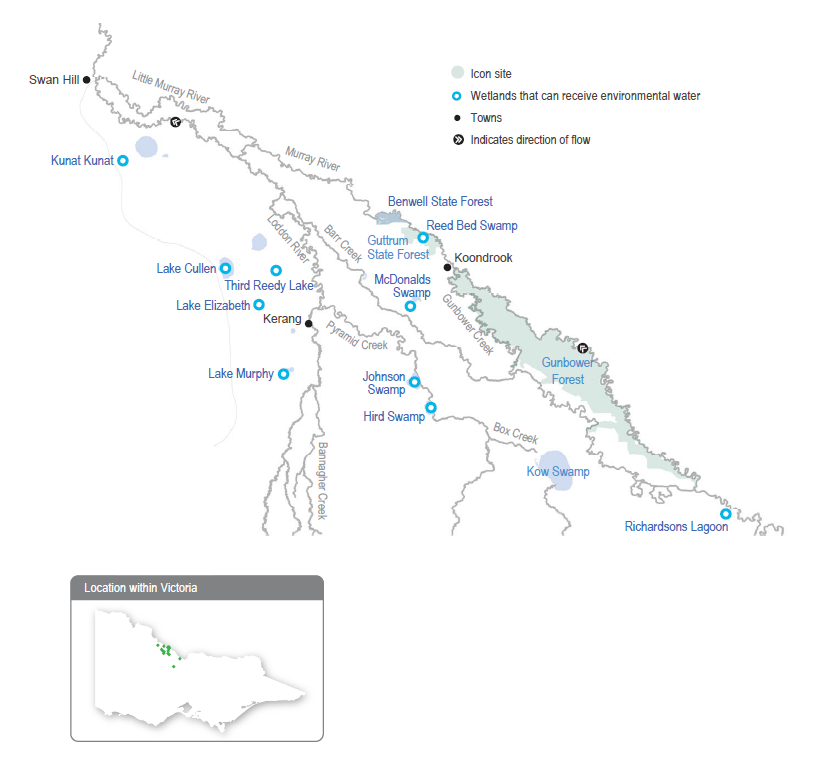 Swan Hill
Little Murray River
Icon site
Wetlands that can receive environmental water
Towns
Indicates direction of flow
Kunat Kunat
Murray River
Benwell State Forest
Reed Bed Swamp
Guttrum
State Forest
Koondrook
Loddon River
Barr Creek
Lake Cullen
Third Reedy Lake
McDonalds
Swamp
Lake Elizabeth
Kerang
Gunbower Creek
Pyramid Creek
Gunbower
Forest
Lake Murphy
Johnson
Swamp
Hird Swamp
Box Creek
Bannagher Creek
Kow Swamp
Richardsons Lagoon
Location within Victoria